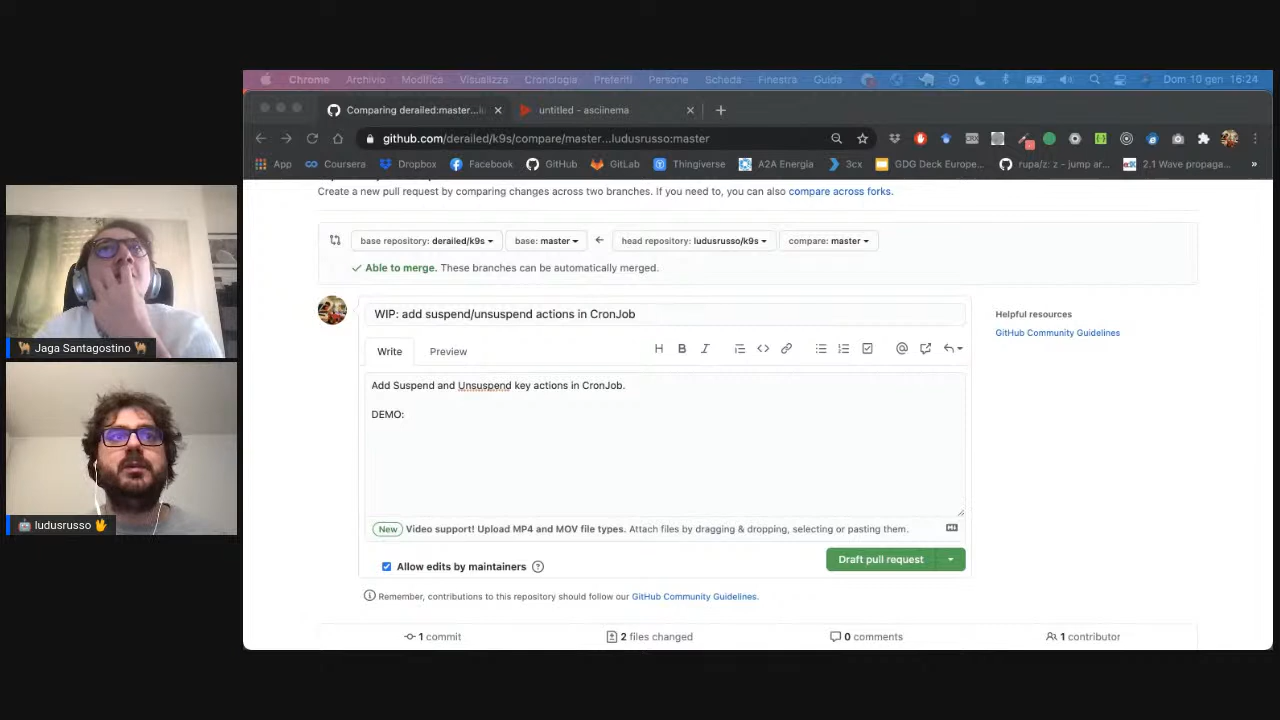 Chrome Archivio Modifica Visualizza Cronologia Preferiti Persone Scheda Finestra Guida Dom 10 gen 16:24
Comparing derailed:master... untitled - asciinema
github.com/derailed/k9s/compare/master...ludusrusso:master
App Coursera Dropbox Facebook GitHub GitLab Thingiverse A2A Energia 3cx GDG Deck Europe... rupa/z: z - jump ar... 2.1 Wave propaga... »
Create a new pull request by comparing changes across two branches. If you need to, you can also compare across forks.
base repository: derailed/k9s base: master head repository: ludusrusso/k9s compare: master
Able to merge. These branches can be automatically merged.
WIP: add suspend/unsuspend actions in CronJob
Helpful resources
GitHub Community Guidelines
Write Preview
Add Suspend and Unsuspend key actions in CronJob.
DEMO:
New Video support! Upload MP4 and MOV file types. Attach files by dragging & dropping, selecting or pasting them.
Allow edits by maintainers
Draft pull request
Remember, contributions to this repository should follow our GitHub Community Guidelines.
1 commit 2 files changed 0 comments 1 contributor
Jaga Santagostino
ludusrusso